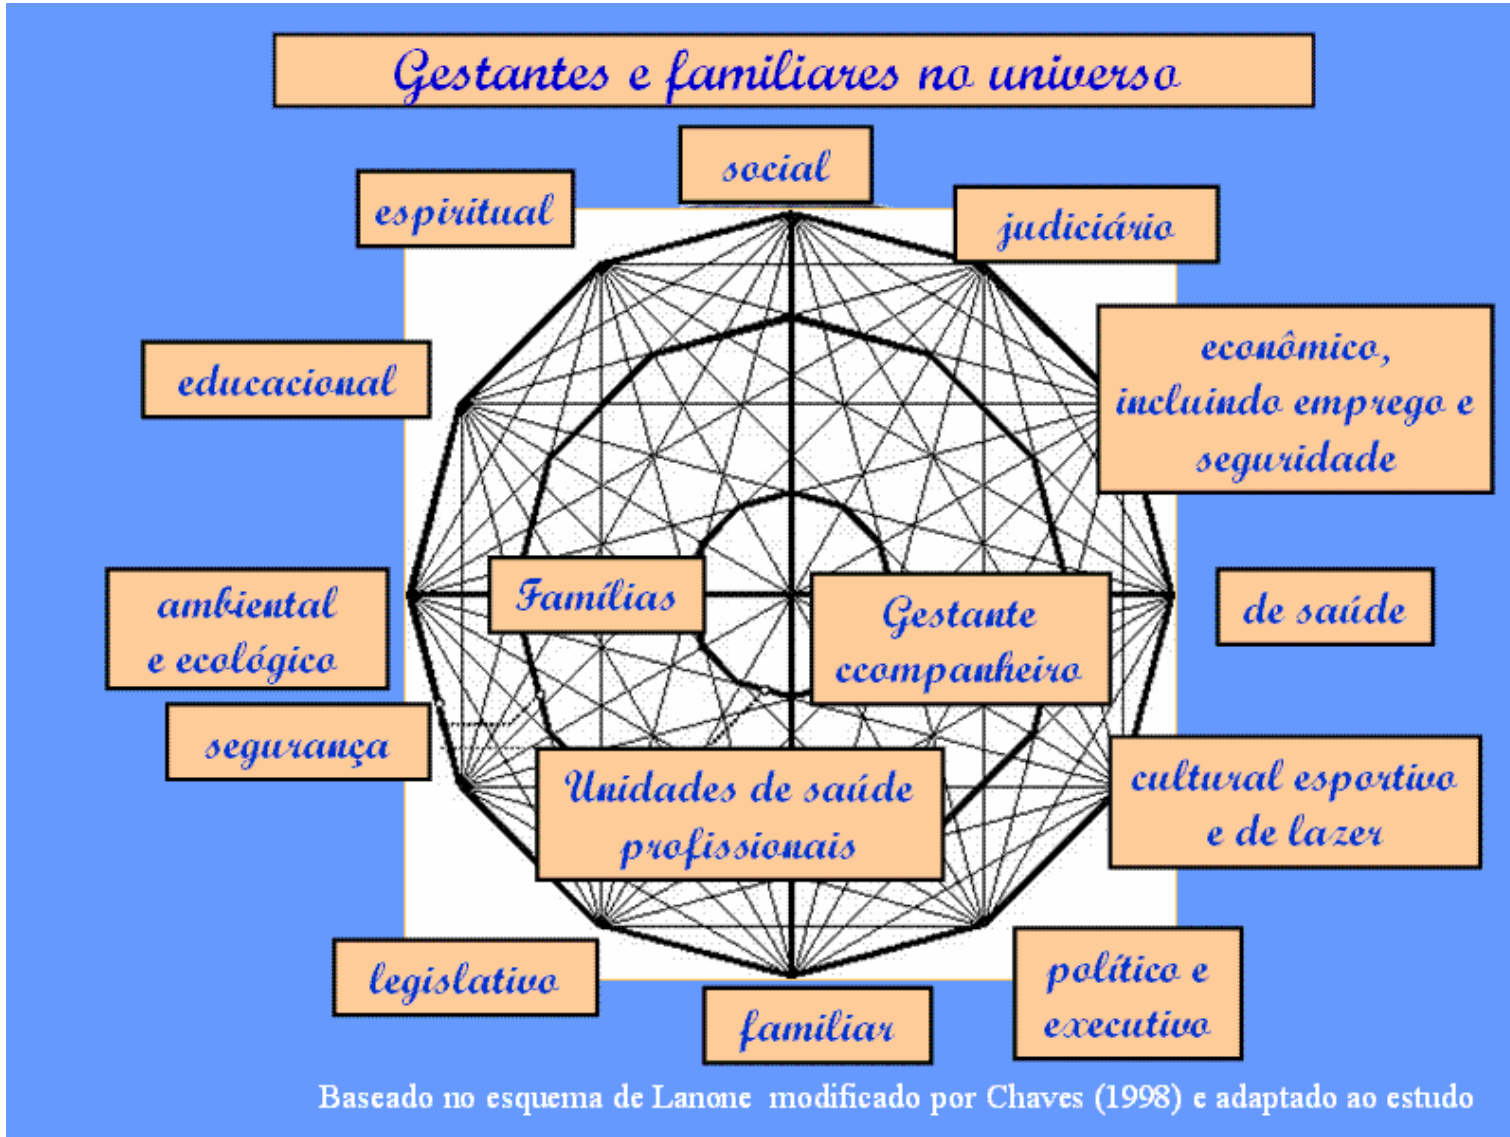 Gestantes e familiares no universo
social
espiritual
judiciário
econômico,
incluindo emprego e
seguridade
educacional
Famílias
Gestante
ccompanheiro
de saúde
ambiental
e ecológico
segurança
Unidades de saúde
profissionais
cultural esportivo
e de lazer
legislativo
familiar
político e
executivo
Baseado no esquema de Lanone modificado por Chaves (1998) e adaptado ao estudo